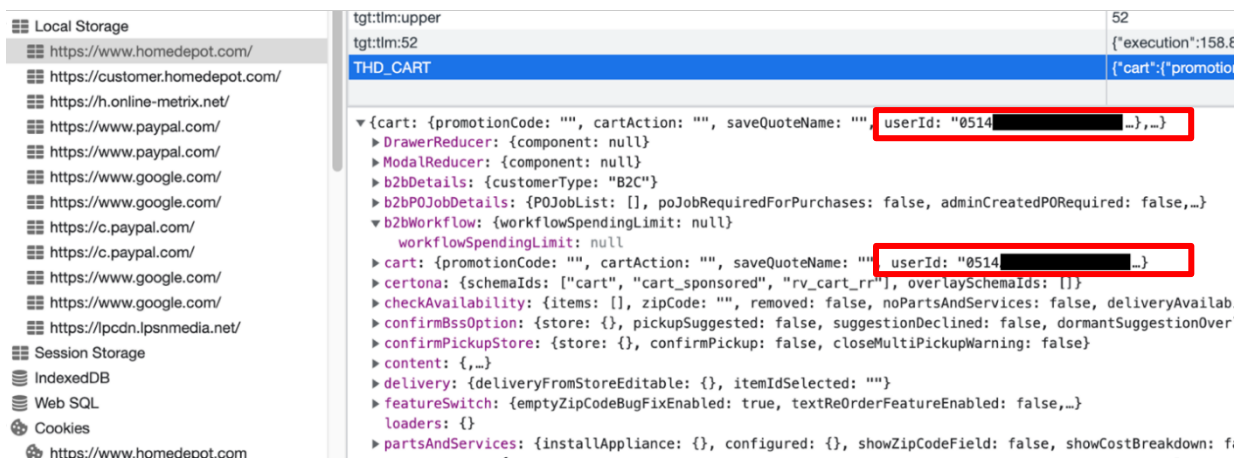 Local Storage
https://www.homedepot.com/
https://customer.homedepot.com/
https://h.online-metrix.net/
https://www.paypal.com/
https://www.paypal.com/
https://www.google.com/
https://www.google.com/
https://c.paypal.com/
https://c.paypal.com/
https://www.google.com/
https://www.google.com/
https://lpcdn.lpsnmedia.net/
Session Storage
IndexedDB
Web SQL
Cookies
https://www.homedepot.com
tgt:tlm:upper 52
tgt:tlm:52 {"execution":158.8
THD_CART {"cart":{"promotion
▼{cart: {promotionCode: "", cartAction: "", saveQuoteName: "", userId: "0514 …},…}
▶DrawerReducer: {component: null}
▶ModalReducer: {component: null}
▶b2bDetails: {customerType: "B2C"}
▶b2bPOJobDetails: {POJobList: [], poJobRequiredForPurchases: false, adminCreatedPORequired: false,…}
▼b2bWorkflow: {workflowSpendingLimit: null}
workflowSpendingLimit: null
▶cart: {promotionCode: "", cartAction: "", saveQuoteName: "", userId: "0514 …}
▶certona: {schemaIds: ["cart", "cart_sponsored", "rv_cart_rr"], overlaySchemaIds: []}
▶checkAvailability: {items: [], zipCode: "", removed: false, noPartsAndServices: false, deliveryAvailab
▶confirmBssOption: {store: {}, pickupSuggested: false, suggestionDeclined: false, dormantSuggestionOver
▶confirmPickupStore: {store: {}, confirmPickup: false, closeMultiPickupWarning: false}
▶content: {,…}
▶delivery: {deliveryFromStoreEditable: {}, itemIdSelected: ""}
▶featureSwitch: {emptyZipCodeBugFixEnabled: true, textReOrderFeatureEnabled: false,…}
loaders: {}
▶partsAndServices: {installAppliance: {}, configured: {}, showZipCodeField: false, showCostBreakdown: fa